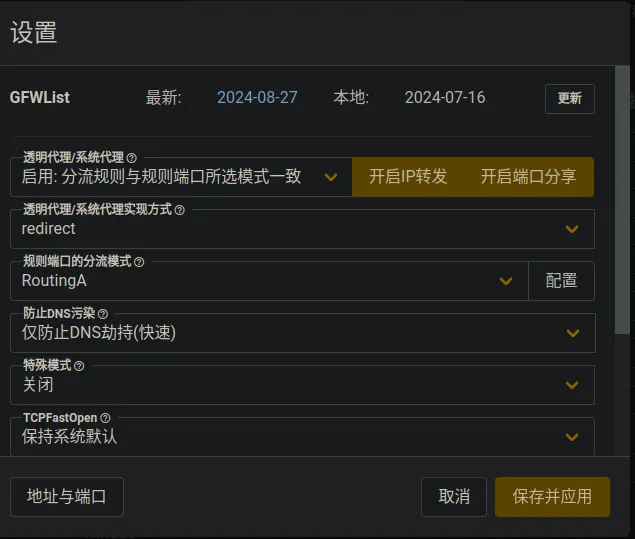 设置
GFWList 最新: 2024-08-27 本地: 2024-07-16 更新
透明代理/系统代理
启用: 分流规则与规则端口所选模式一致 开启IP转发 开启端口分享
透明代理/系统代理实现方式
redirect
规则端口的分流模式
RoutingA 配置
防止DNS污染
仅防止DNS劫持(快速)
特殊模式
关闭
TCPFastOpen
保持系统默认
地址与端口 取消 保存并应用